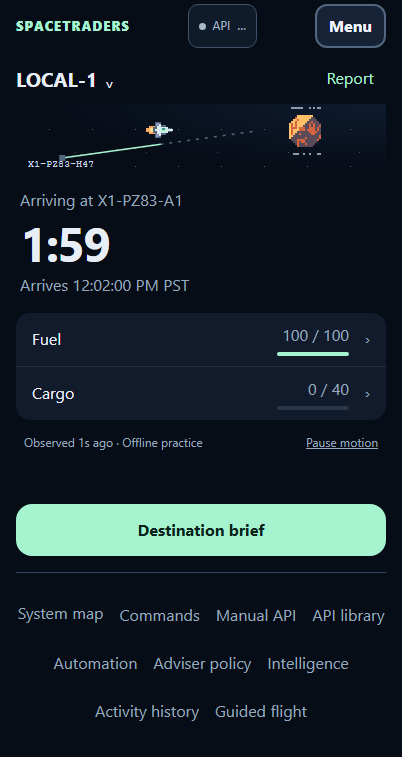 SPACETRADERS
API ...
Menu
LOCAL-1 v
Report
X1-PZ83-H47
Arriving at X1-PZ83-A1
1:59
Arrives 12:02:00 PM PST
Fuel 100 / 100 ›
Cargo 0 / 40 ›
Observed 1s ago · Offline practice Pause motion
Destination brief
System map Commands Manual API API library
Automation Adviser policy Intelligence
Activity history Guided flight